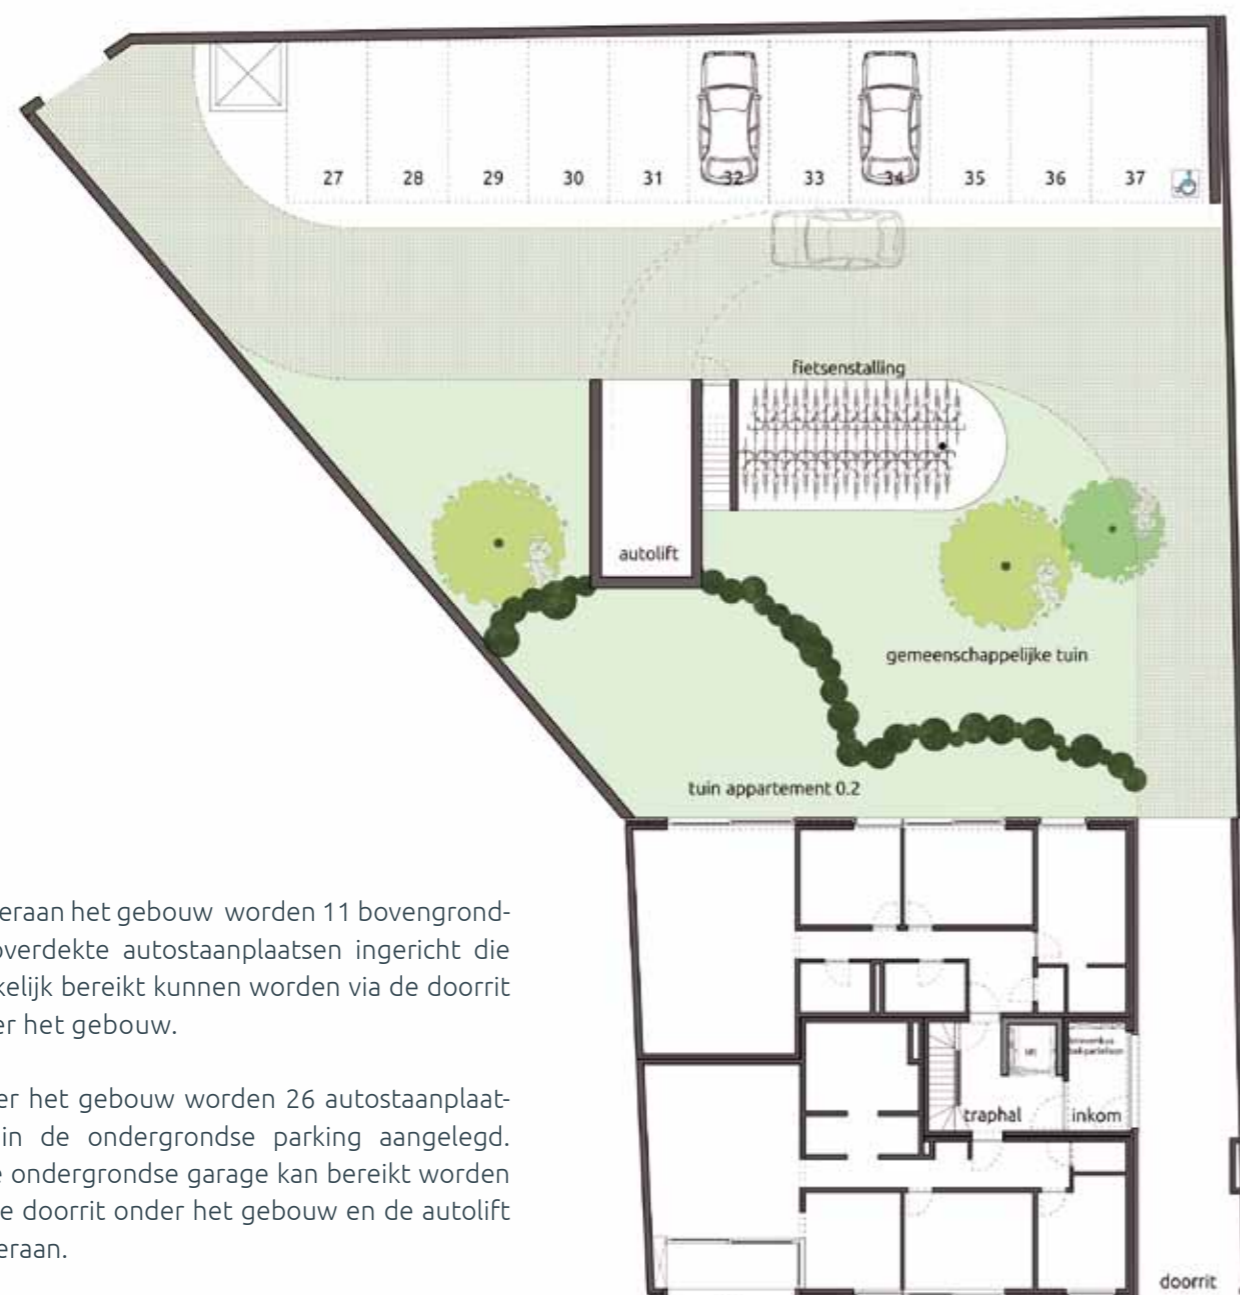 27 28 29 30 31 32 33 34 35 36 37
fietsenstalling
autolift
gemeenschappelijke tuin
tuin appartement 0.2
lift
traphal
inkom
doorrit
eraan het gebouw worden 11 bovengrond-
overdekte autostaanplaatsen ingericht die
kelijk bereikt kunnen worden via de doorrit
er het gebouw.
er het gebouw worden 26 autostaanplaat-
in de ondergrondse parking aangelegd.
e ondergrondse garage kan bereikt worden
e doorrit onder het gebouw en de autolift
eraan.